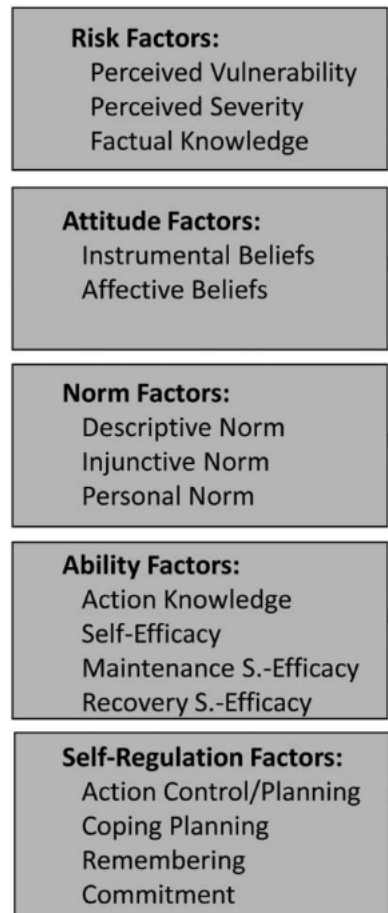 Risk Factors:
Perceived Vulnerability
Perceived Severity
Factual Knowledge
Attitude Factors:
Instrumental Beliefs
Affective Beliefs
Norm Factors:
Descriptive Norm
Injunctive Norm
Personal Norm
Ability Factors:
Action Knowledge
Self-Efficacy
Maintenance S.-Efficacy
Recovery S.-Efficacy
Self-Regulation Factors:
Action Control/Planning
Coping Planning
Remembering
Commitment